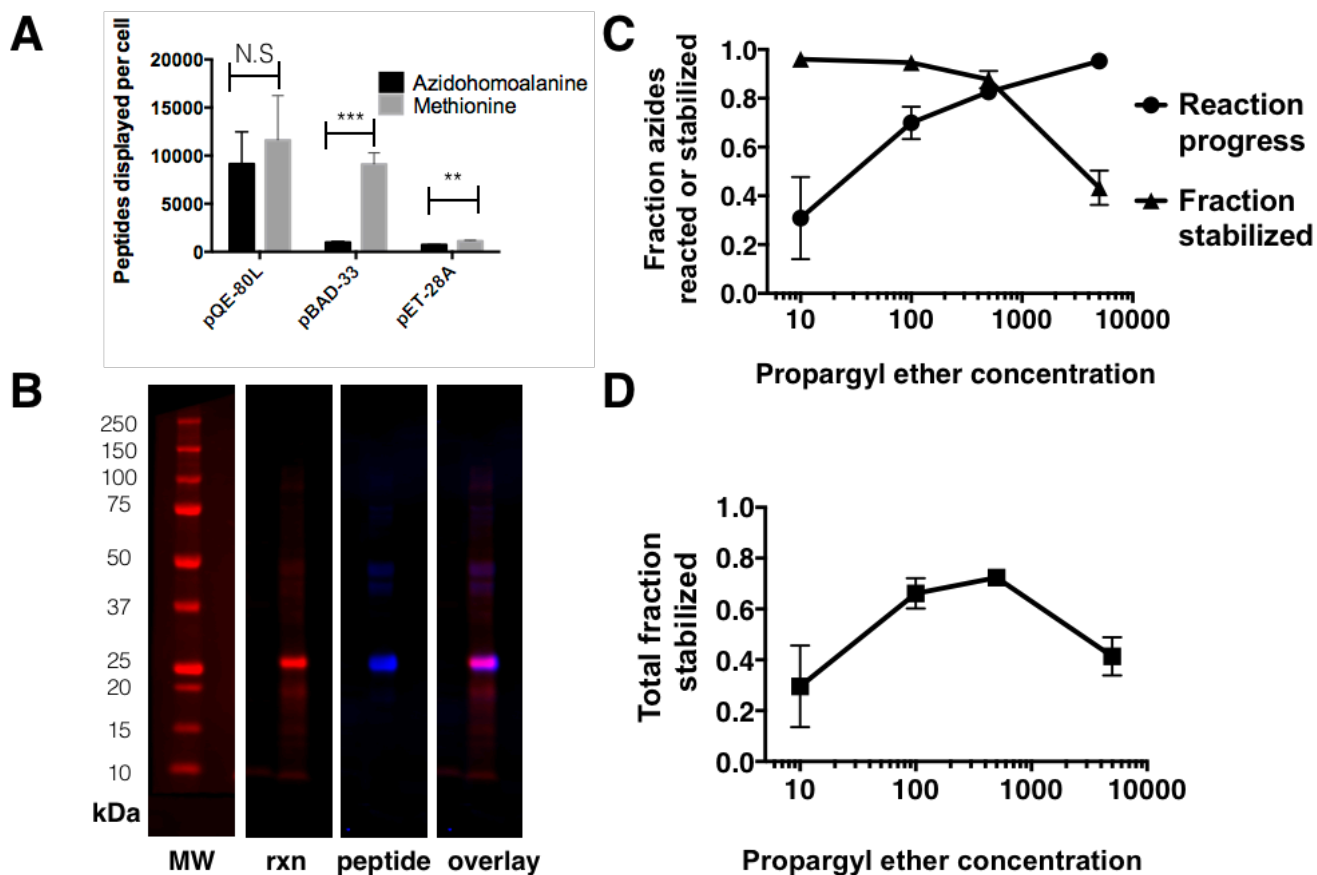 A
Peptides displayed per cell
20000
15000
10000
5000
0
N.S
***
**
Azidohomoalanine
Methionine
pQE-80L
pBAD-33
pET-28A
B
250
150
100
75
50
37
25
20
15
10
kDa
MW
rxn
peptide
overlay
C
Fraction azides
reacted or stabilized
1.0
0.8
0.6
0.4
0.2
0.0
10
100
1000
10000
Propargyl ether concentration
Reaction
progress
Fraction
stabilized
D
Total fraction
stabilized
1.0
0.8
0.6
0.4
0.2
0.0
10
100
1000
10000
Propargyl ether concentration